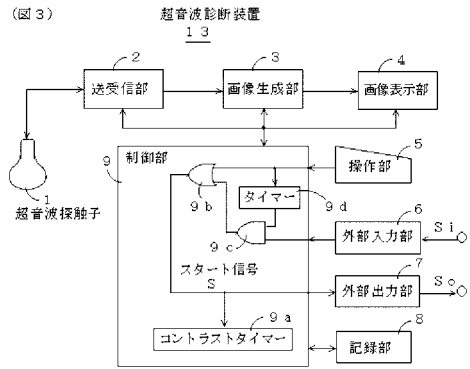 (図3)
超音波診断装置
13
2
3
4
送受信部
画像生成部
画像表示部
9
制御部
5
操作部
9b
タイマー
9d
1
超音波探触子
9c
6
外部入力部
Si
スタート信号
S
7
外部出力部
So
9a
コントラストタイマー
8
記録部